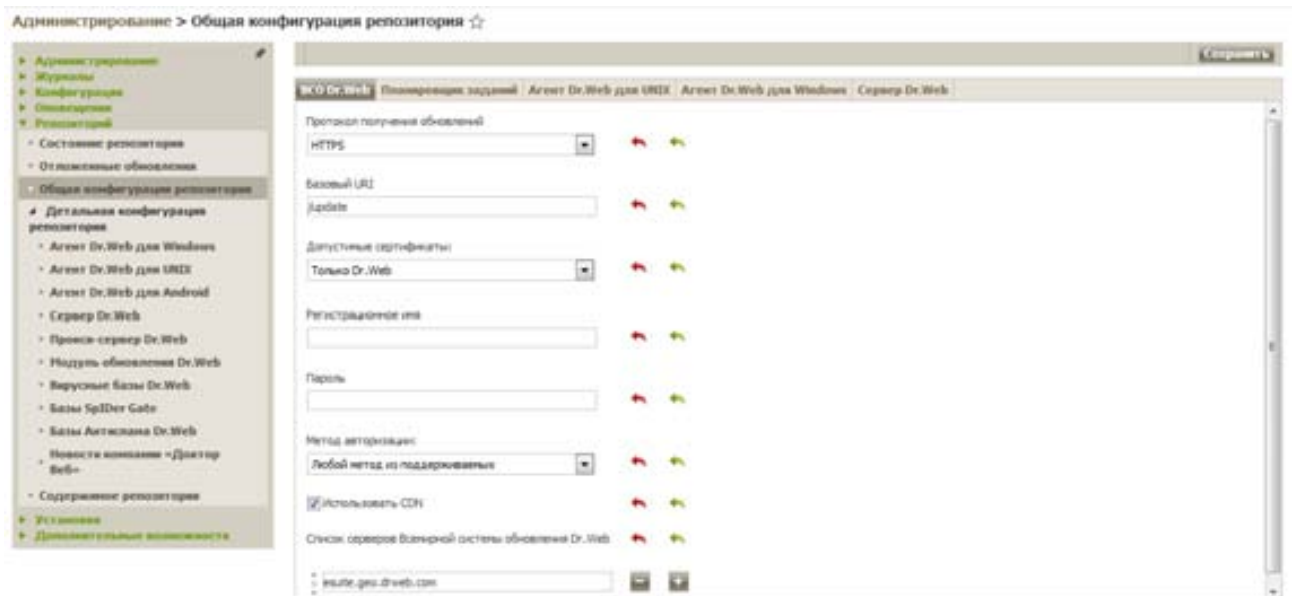 Администрирование > Общая конфигурация репозитория
Администрирование
Журналы
Конфигурация
Оповещения
Репозиторий
Состояние репозитория
Отложенные обновления
Общая конфигурация репозитория
Детальная конфигурация
репозитория
Агент Dr.Web для Windows
Агент Dr.Web для UNIX
Агент Dr.Web для Android
Сервер Dr.Web
Прокси-сервер Dr.Web
Модуль обновления Dr.Web
Вирусные базы Dr.Web
Базы SpIDer Gate
Базы Антиспама Dr.Web
Новости компании «Доктор
Веб»
Содержимое репозитория
Установки
Дополнительные возможности
Сохранить
ВСО Dr.Web Планировщик заданий Агент Dr.Web для UNIX Агент Dr.Web для Windows Сервер Dr.Web
Протокол получения обновлений
HTTPS
Базовый URI
/update
Допустимые сертификаты:
Только Dr.Web
Регистрационное имя
Пароль
Метод авторизации:
Любой метод из поддерживаемых
Использовать CDN
Список серверов Всемирной системы обновления Dr.Web
esuite.geo.drweb.com